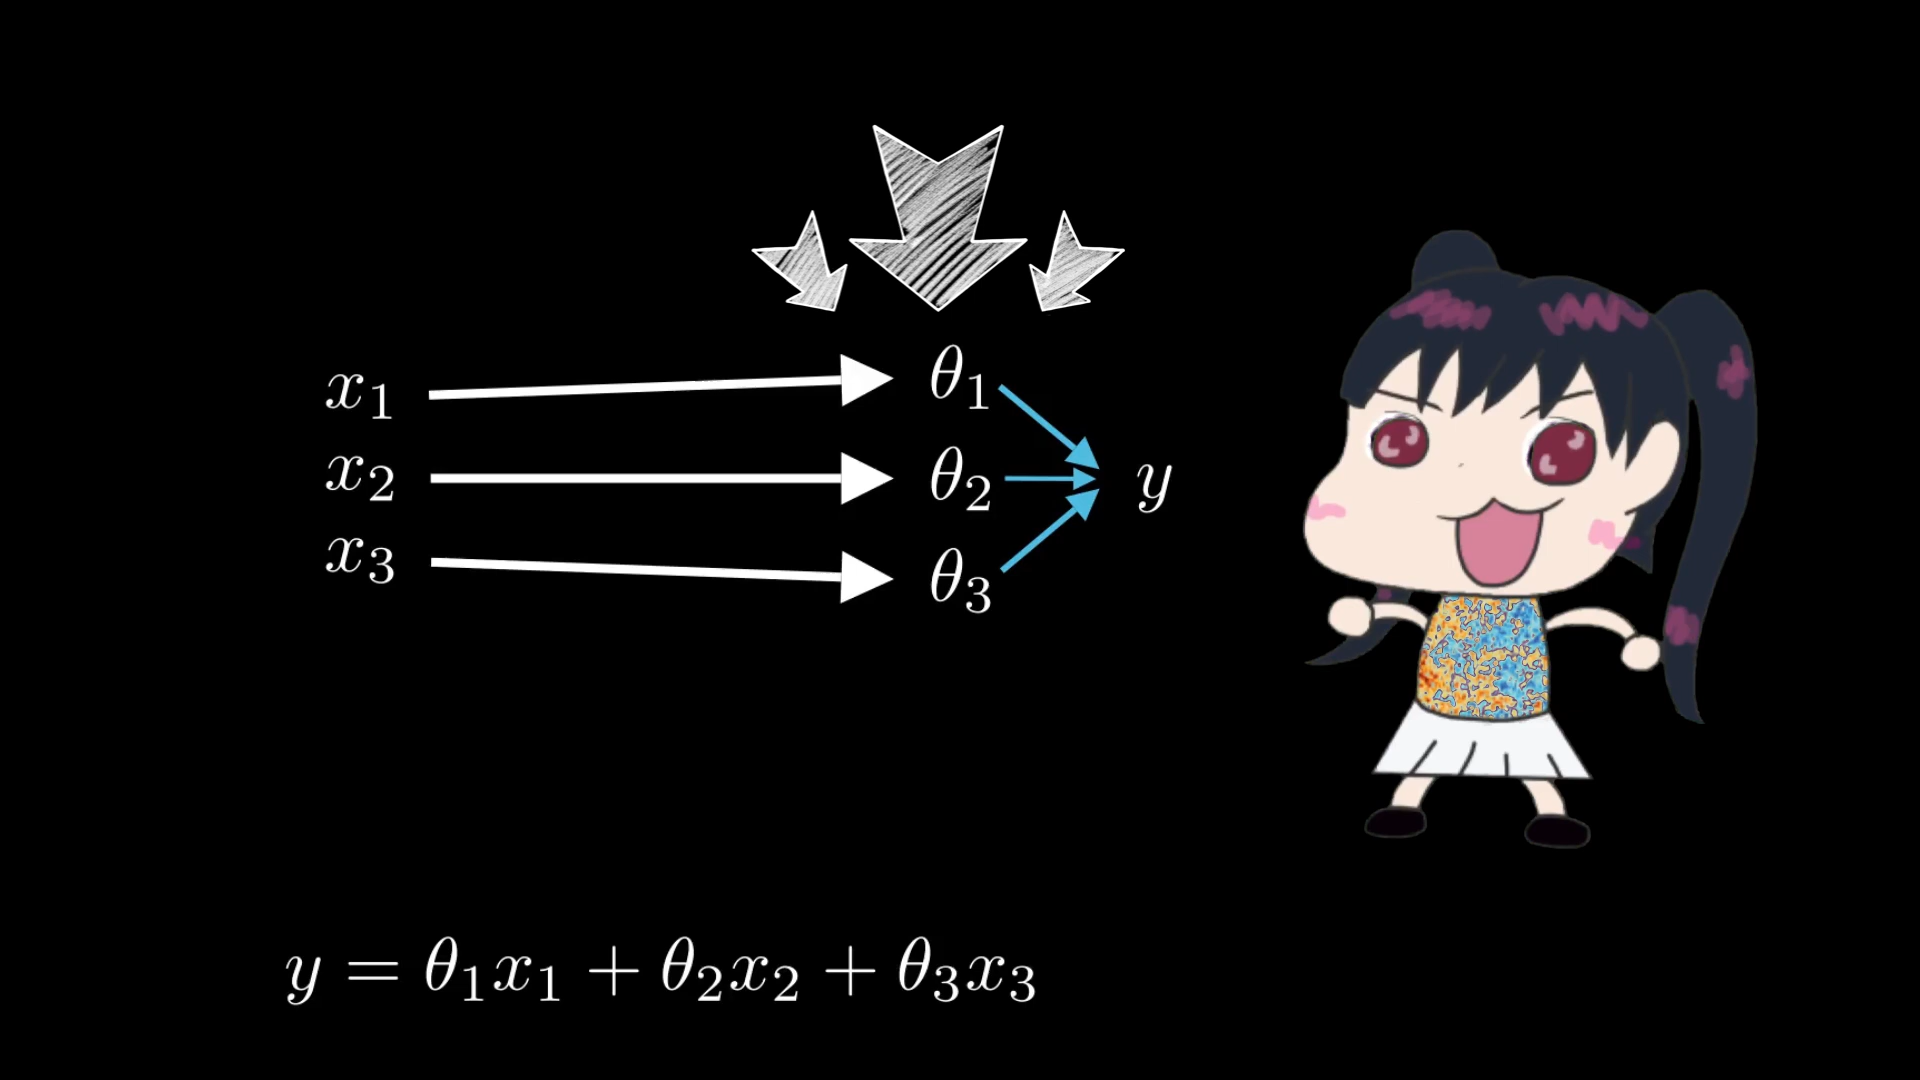 x₁ θ₁
x₂ θ₂ y
x₃ θ₃
y = θ₁x₁ + θ₂x₂ + θ₃x₃